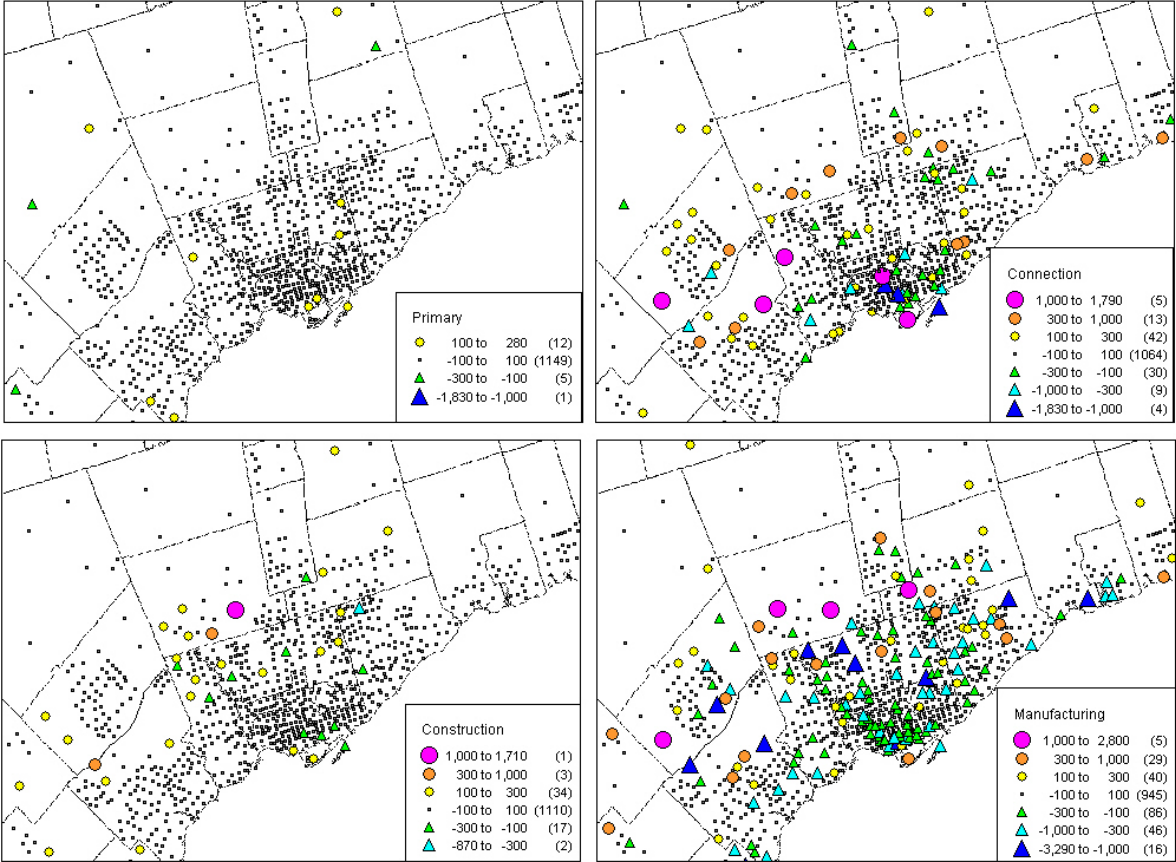 Primary
100 to 280 (12)
-100 to 100 (1149)
-300 to -100 (5)
-1,830 to -1,000 (1)
Connection
1,000 to 1,790 (5)
300 to 1,000 (13)
100 to 300 (42)
-100 to 100 (1064)
-300 to -100 (30)
-1,000 to -300 (9)
-1,830 to -1,000 (4)
Construction
1,000 to 1,710 (1)
300 to 1,000 (3)
100 to 300 (34)
-100 to 100 (1110)
-300 to -100 (17)
-870 to -300 (2)
Manufacturing
1,000 to 2,800 (5)
300 to 1,000 (29)
100 to 300 (40)
-100 to 100 (945)
-300 to -100 (86)
-1,000 to -300 (46)
-3,290 to -1,000 (16)